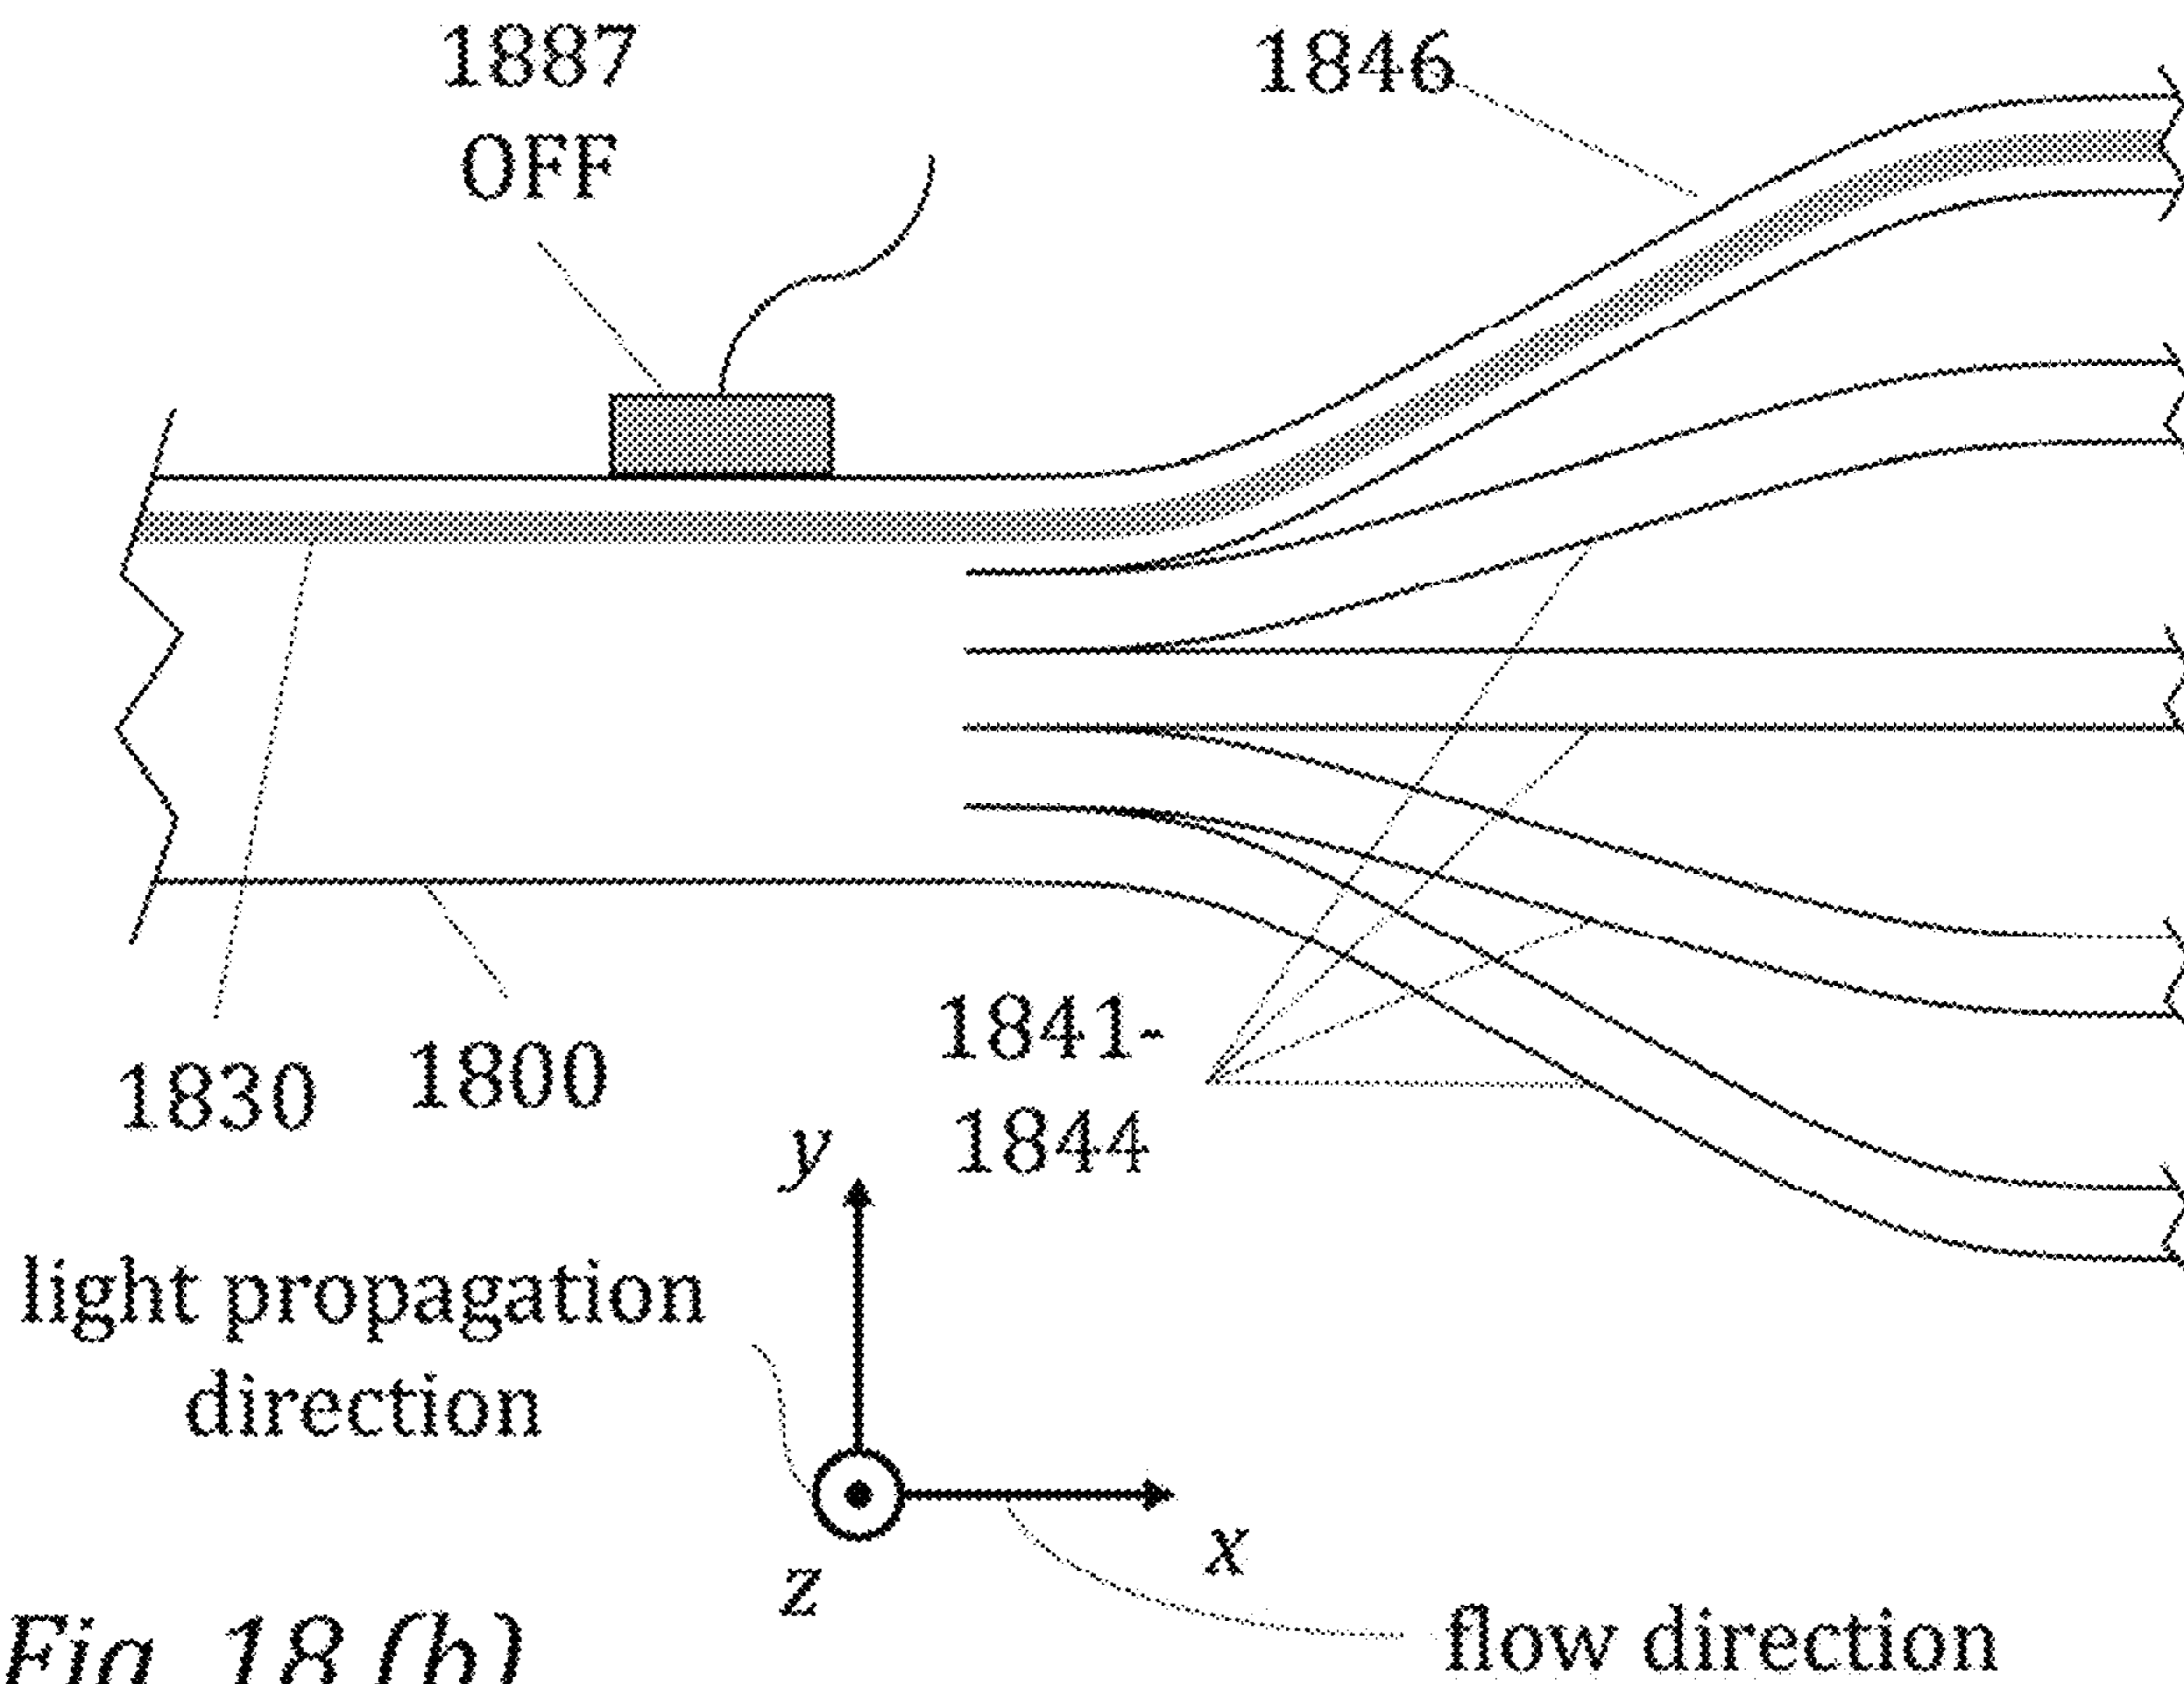 1887
OFF
1846
1830
1800
1841-
1844
y
light propagation
direction
x
z
flow direction
Fig. 18 (b)